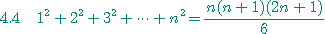 4.4 1² + 2² + 3² + ··· + n² = n(n + 1)(2n + 1) / 6